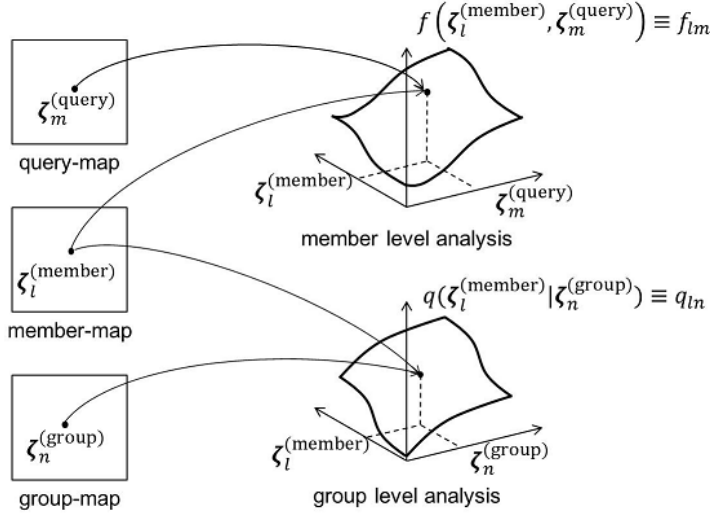 f(ζ_l^(member), ζ_m^(query)) ≡ f_lm
ζ_m^(query)
query-map
ζ_l^(member)
ζ_m^(query)
member level analysis
ζ_l^(member)
member-map
q(ζ_l^(member)|ζ_n^(group)) ≡ q_ln
ζ_n^(group)
group-map
ζ_l^(member)
ζ_n^(group)
group level analysis